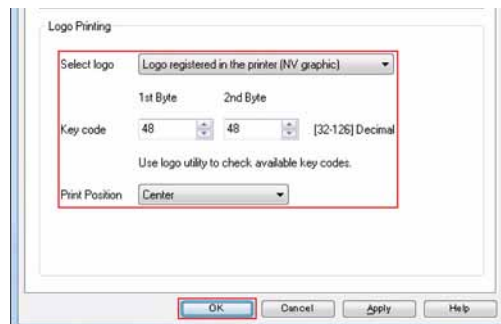 Logo Printing
Select logo Logo registered in the printer (NV graphic)
1st Byte 2nd Byte
Key code 48 48 [32-126] Decimal
Use logo utility to check available key codes.
Print Position Center
OK Cancel Apply Help